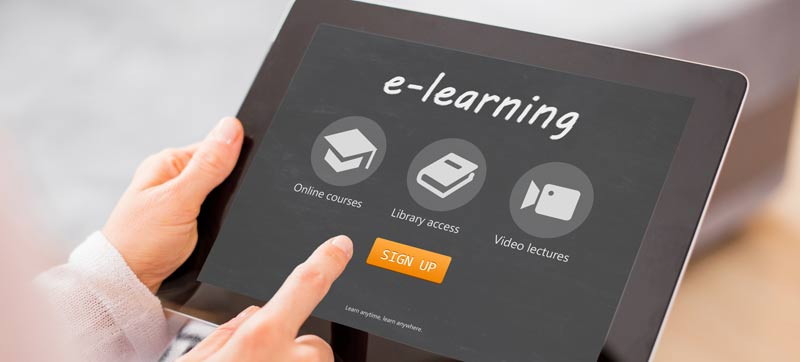 e-learning
Online courses
Library access
Video lectures
SIGN UP
Learn anytime, learn anywhere.